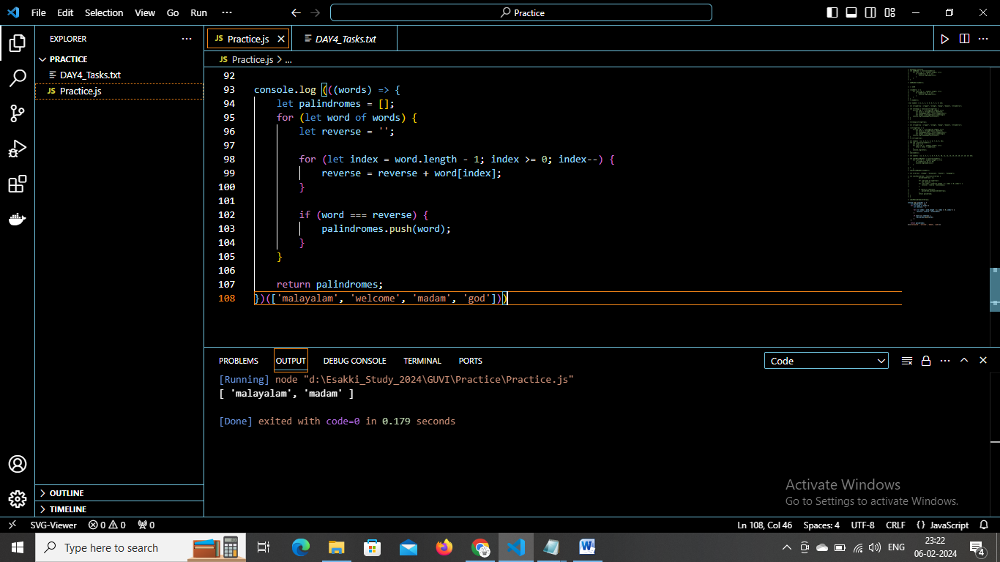 File Edit Selection View Go Run ··· Practice
EXPLORER ···
PRACTICE
DAY4_Tasks.txt
JS Practice.js
OUTLINE
TIMELINE
JS Practice.js DAY4_Tasks.txt ···
JS Practice.js > ...
92
93 console.log (((words) => {
94 let palindromes = [];
95 for (let word of words) {
96 let reverse = '';
97
98 for (let index = word.length - 1; index >= 0; index--) {
99 reverse = reverse + word[index];
100 }
101
102 if (word === reverse) {
103 palindromes.push(word);
104 }
105 }
106
107 return palindromes;
108 })(['malayalam', 'welcome', 'madam', 'god']))
PROBLEMS OUTPUT DEBUG CONSOLE TERMINAL PORTS Code ···
[Running] node "d:\Esakki_Study_2024\GUVI\Practice\Practice.js"
[ 'malayalam', 'madam' ]
[Done] exited with code=0 in 0.179 seconds
Activate Windows
Go to Settings to activate Windows.
SVG-Viewer 0 0 0 Ln 108, Col 46 Spaces: 4 UTF-8 CRLF {} JavaScript
Type here to search W ENG 23:22 4
06-02-2024